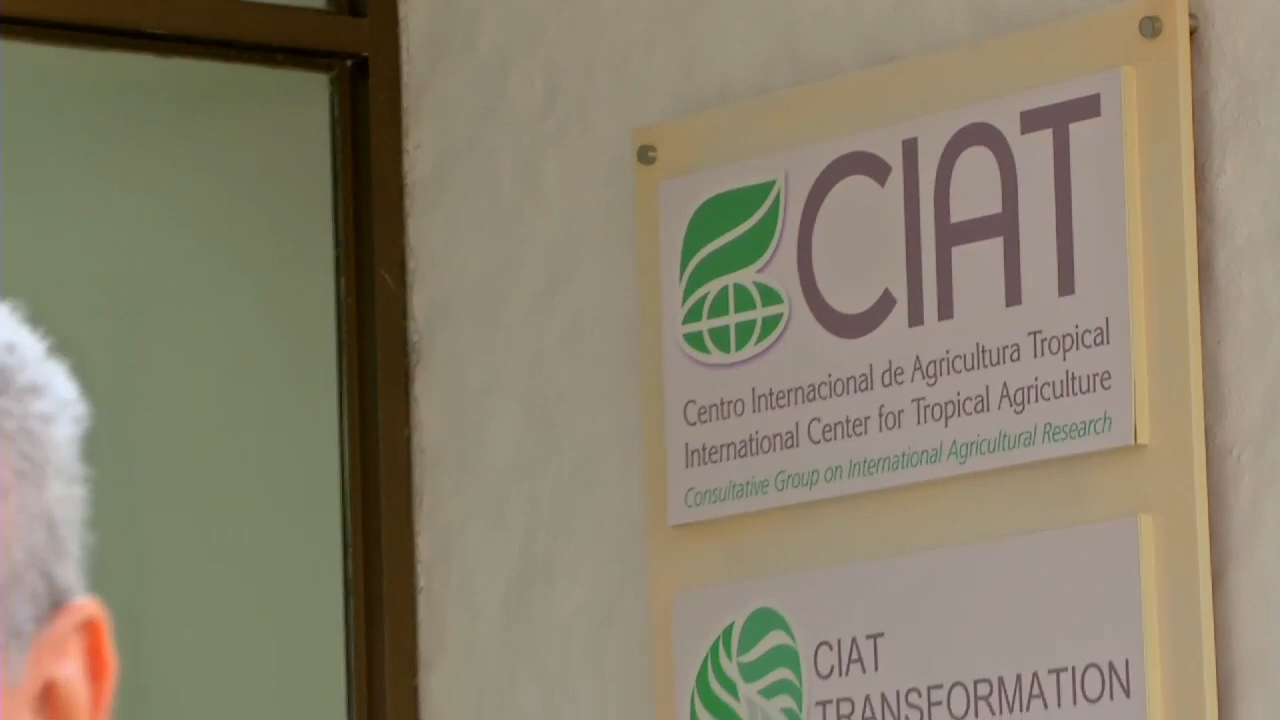 CIAT
Centro Internacional de Agricultura Tropical
International Center for Tropical Agriculture
Consultative Group on International Agricultural Research
CIAT
TRANSFORMATION